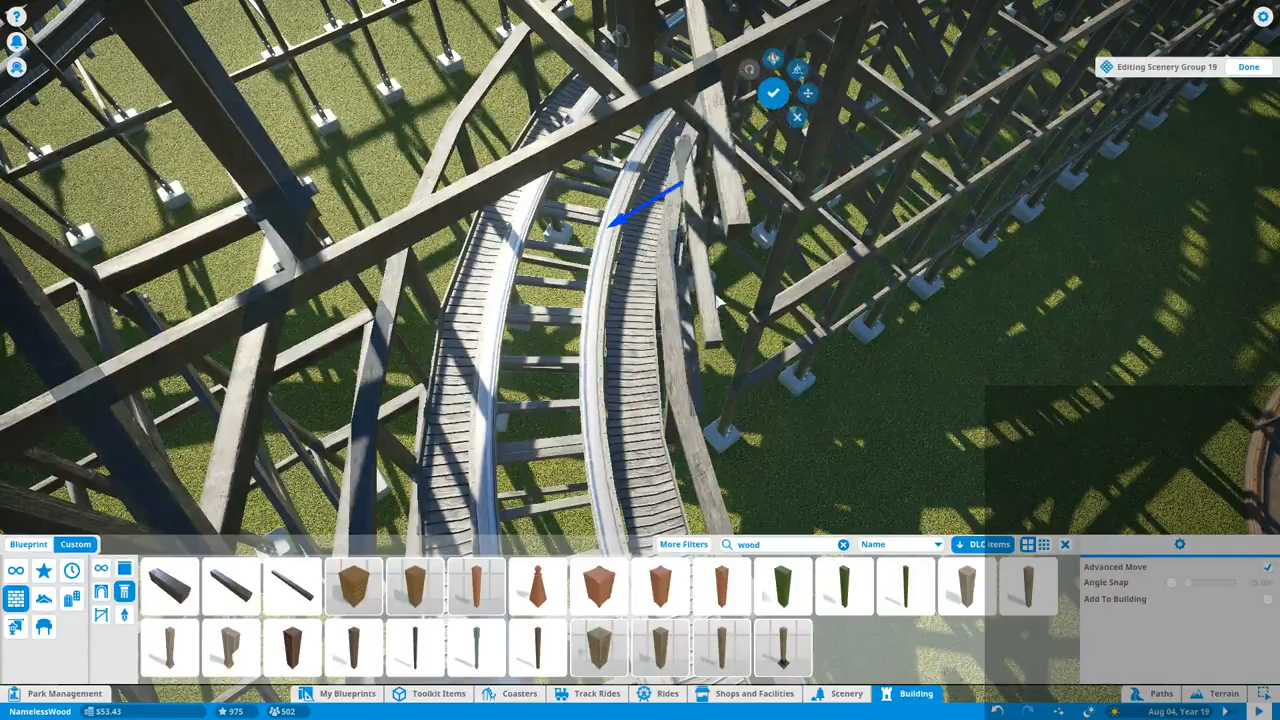 ?
Editing Scenery Group 19 Done
Blueprint Custom More Filters wood Name DLC Items
Advanced Move
Angle Snap
Add To Building
Park Management My Blueprints Toolkit Items Coasters Track Rides Rides Shops and Facilities Scenery Building Paths Terrain
NamelessWood $53.43 975 502 Aug 04, Year 19